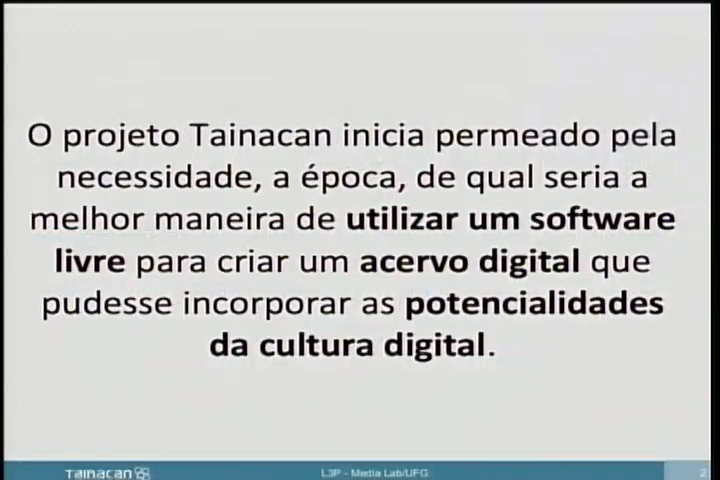 O projeto Tainacan inicia permeado pela
necessidade, a época, de qual seria a
melhor maneira de utilizar um software
livre para criar um acervo digital que
pudesse incorporar as potencialidades
da cultura digital.
Tainacan
L3P - Media Lab/UFG
2